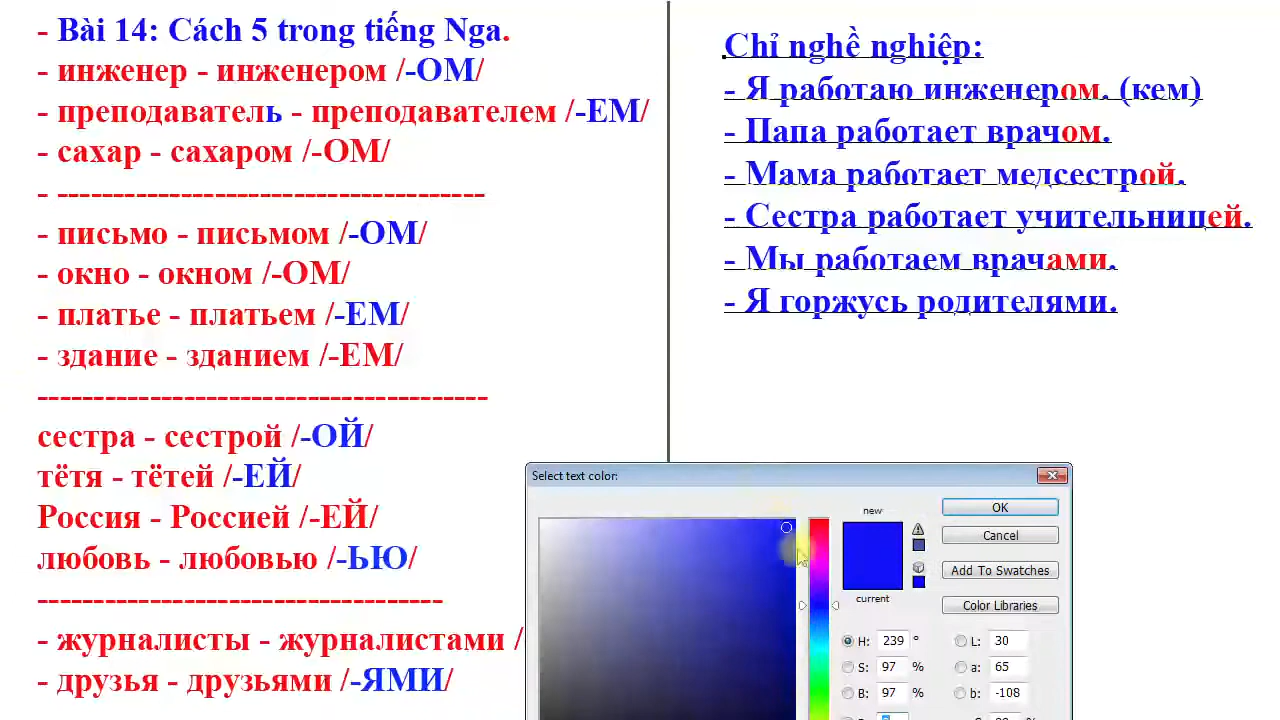 - Bài 14: Cách 5 trong tiếng Nga.
- инженер - инженером /-ОМ/
- преподаватель - преподавателем /-ЕМ/
- сахар - сахаром /-ОМ/
- ---------------------------------------
- письмо - письмом /-ОМ/
- окно - окном /-ОМ/
- платье - платьем /-ЕМ/
- здание - зданием /-ЕМ/
-----------------------------------------
сестра - сестрой /-ОЙ/
тётя - тётей /-ЕЙ/
Россия - Россией /-ЕЙ/
любовь - любовью /-ЬЮ/
-------------------------------------
- журналисты - журналистами /
- друзья - друзьями /-ЯМИ/
Chỉ nghề nghiệp:
- Я работаю инженером. (кем)
- Папа работает врачом.
- Мама работает медсестрой.
- Сестра работает учительницей.
- Мы работаем врачами.
- Я горжусь родителями.
Select text color:
new
current
OK
Cancel
Add To Swatches
Color Libraries
H: 239 °
S: 97 %
B: 97 %
L: 30
a: 65
b: -108